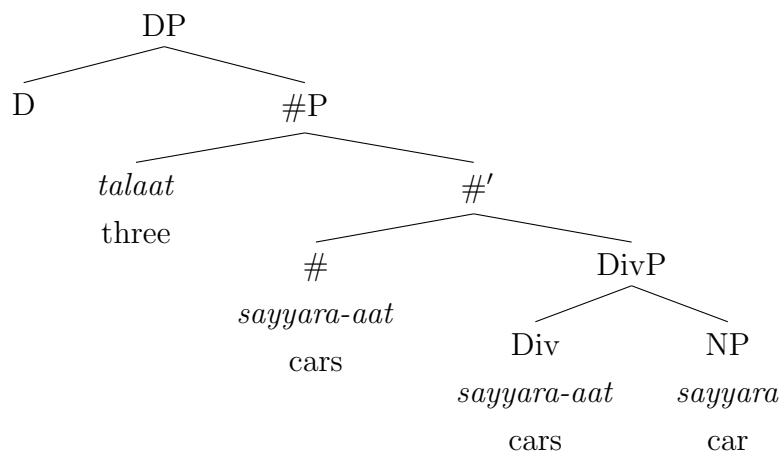 DP
D #P
talaat #′
three
# DivP
sayyara-aat
cars Div NP
sayyara-aat sayyara
cars car